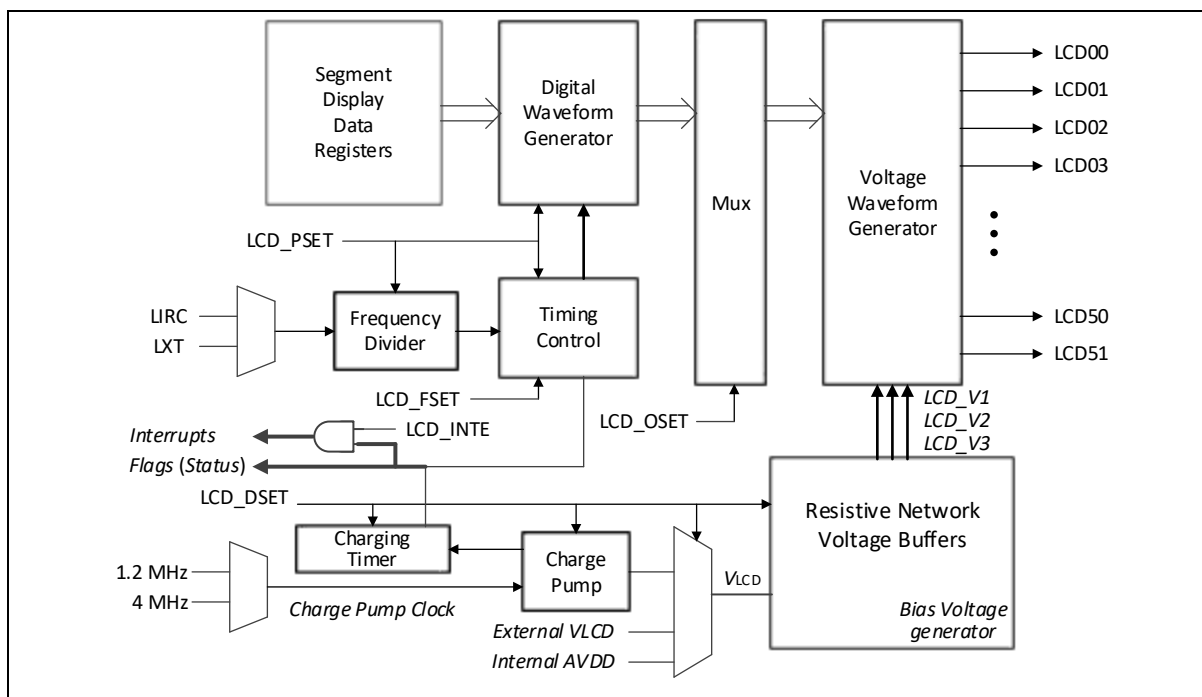 Segment
Display
Data
Registers
Digital
Waveform
Generator
Mux
Voltage
Waveform
Generator
LCD00
LCD01
LCD02
LCD03
LCD50
LCD51
LCD_PSET
LIRC
LXT
Frequency
Divider
Timing
Control
LCD_FSET
LCD_OSET
LCD_V1
LCD_V2
LCD_V3
Interrupts
LCD_INTE
Flags (Status)
LCD_DSET
Charging
Timer
Charge
Pump
1.2 MHz
4 MHz
Charge Pump Clock
External VLCD
Internal AVDD
VLCD
Resistive Network
Voltage Buffers
Bias Voltage
generator